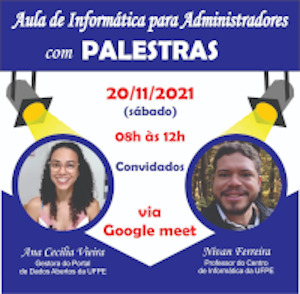 Aula de Informática para Administradores
com PALESTRAS
20/11/2021
(sábado)
08h às 12h
Convidados
via
Google meet
Ana Cecília Vieira
Gestora do Portal
de Dados Abertos da UFPE
Nivan Ferreira
Professor do Centro
de Informática da UFPE